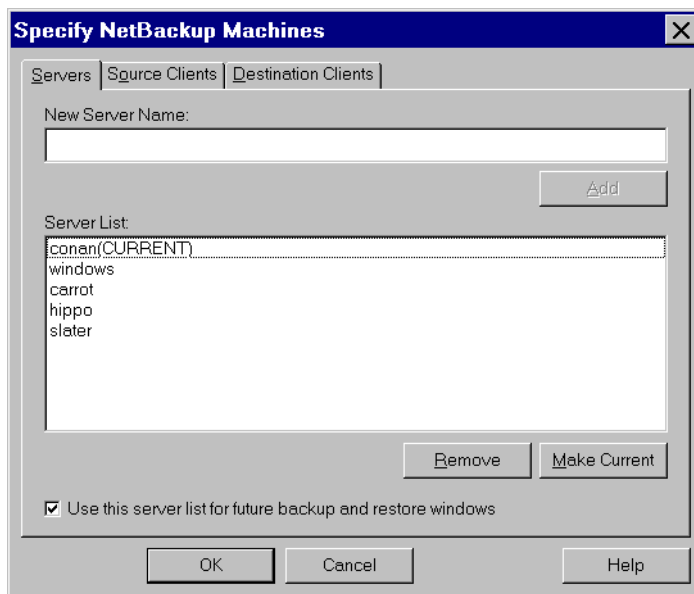 Specify NetBackup Machines
Servers Source Clients Destination Clients
New Server Name:
Add
Server List:
conan(CURRENT)
windows
carrot
hippo
slater
Remove Make Current
Use this server list for future backup and restore windows
OK Cancel Help